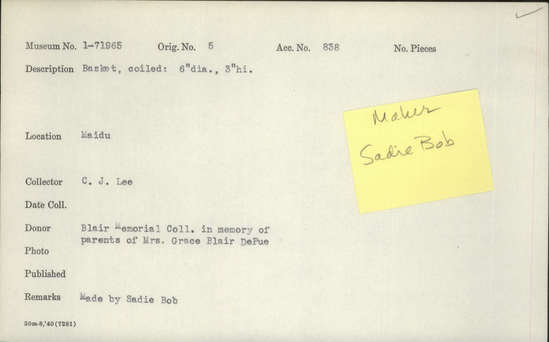 Museum No. 1-71965 Orig. No. 5 Acc. No. 838 No. Pieces
Description Basket, coiled: 6"dia., 3"hi.
Maker
Sadie Bob
Location Maidu
Collector C. J. Lee
Date Coll.
Donor Blair Memorial Coll. in memory of
parents of Mrs. Grace Blair DePue
Photo
Published
Remarks Made by Sadie Bob
30m-8,'40(7281)